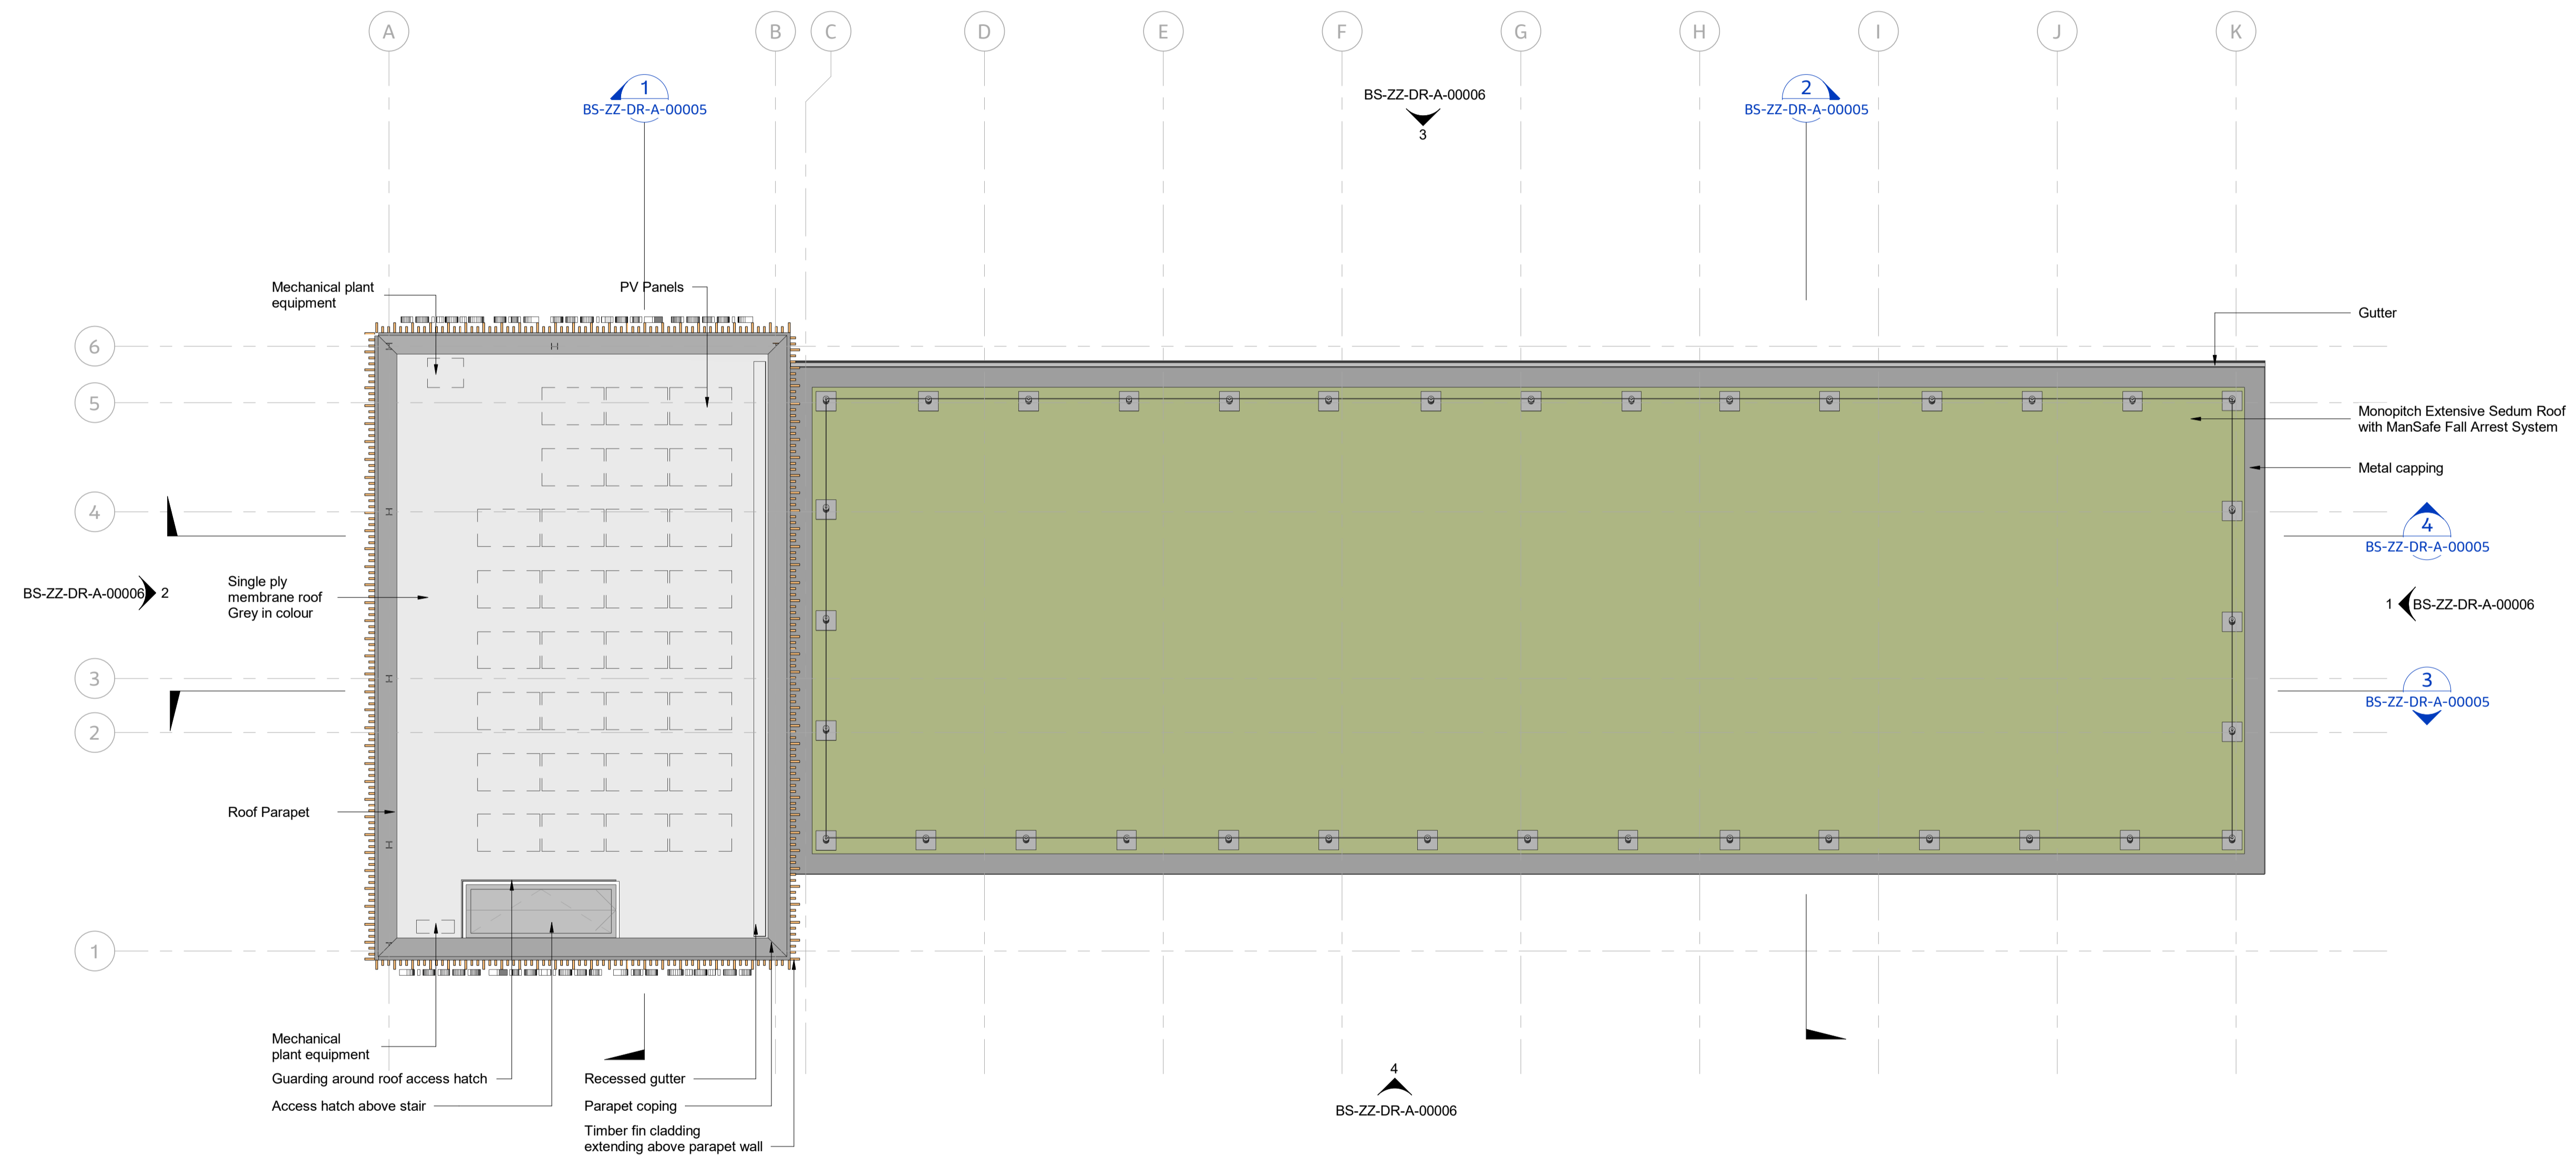 A
B
C
D
E
F
G
H
I
J
K
1
BS-ZZ-DR-A-00005
BS-ZZ-DR-A-00006
3
2
BS-ZZ-DR-A-00005
Mechanical plant
equipment
PV Panels
Gutter
6
5
Monopitch Extensive Sedum Roof
with ManSafe Fall Arrest System
Metal capping
4
4
BS-ZZ-DR-A-00005
BS-ZZ-DR-A-00006
2
Single ply
membrane roof
Grey in colour
1
BS-ZZ-DR-A-00006
3
3
BS-ZZ-DR-A-00005
2
Roof Parapet
1
Mechanical
plant equipment
Guarding around roof access hatch
Access hatch above stair
Recessed gutter
Parapet coping
Timber fin cladding
extending above parapet wall
4
BS-ZZ-DR-A-00006